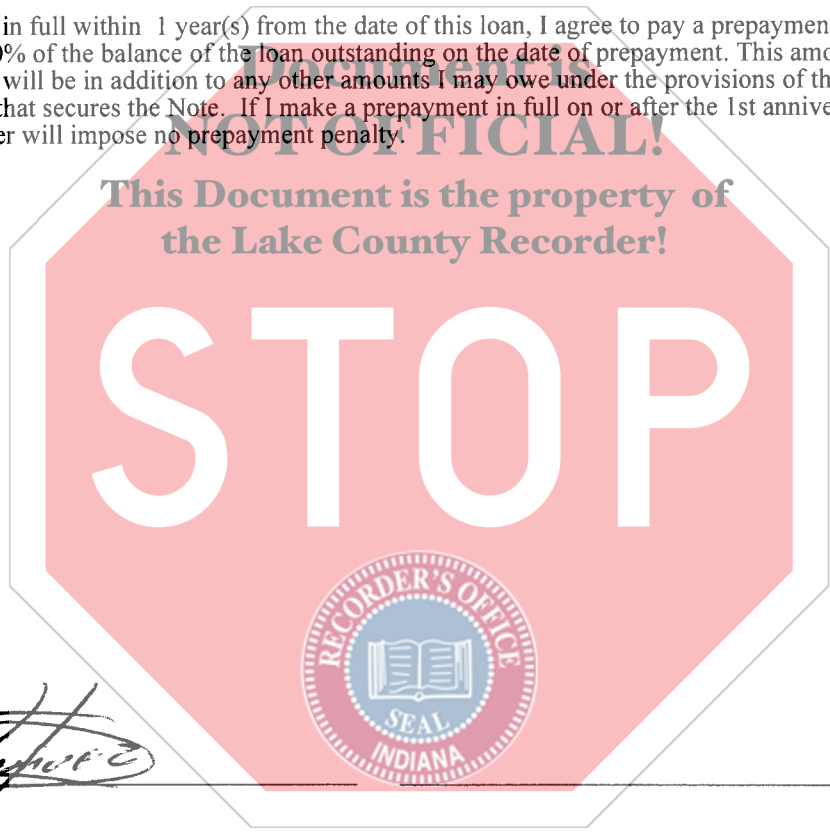 in full within 1 year(s) from the date of this loan, I agree to pay a prepaymen
% of the balance of the loan outstanding on the date of prepayment. This amo
will be in addition to any other amounts I may owe under the provisions of th
that secures the Note. If I make a prepayment in full on or after the 1st annive
er will impose no prepayment penalty.
Document is
NOT OFFICIAL!
This Document is the property of
the Lake County Recorder!
STOP
RECORDER'S OFFICE
SEAL
INDIANA